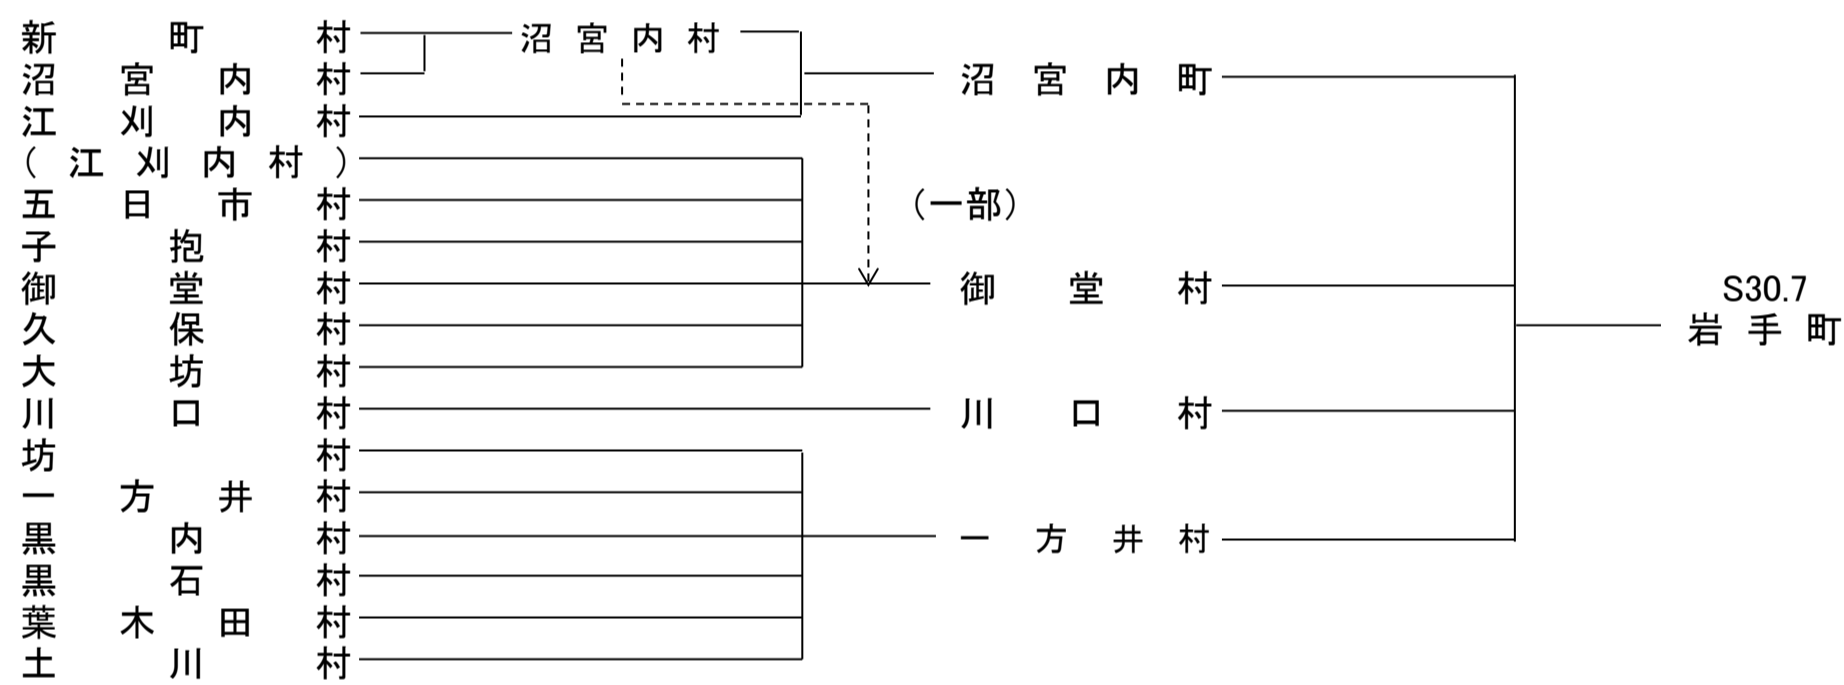 新町村
沼宮内村
沼宮内村
江刈内村
(江刈内村)
五日市村
子抱村
御堂村
久保村
大坊村
川口村
坊村
一方井村
黒内村
黒石村
葉木田村
土川村
沼宮内町
(一部)
御堂村
川口村
一方井村
S30.7
岩手町